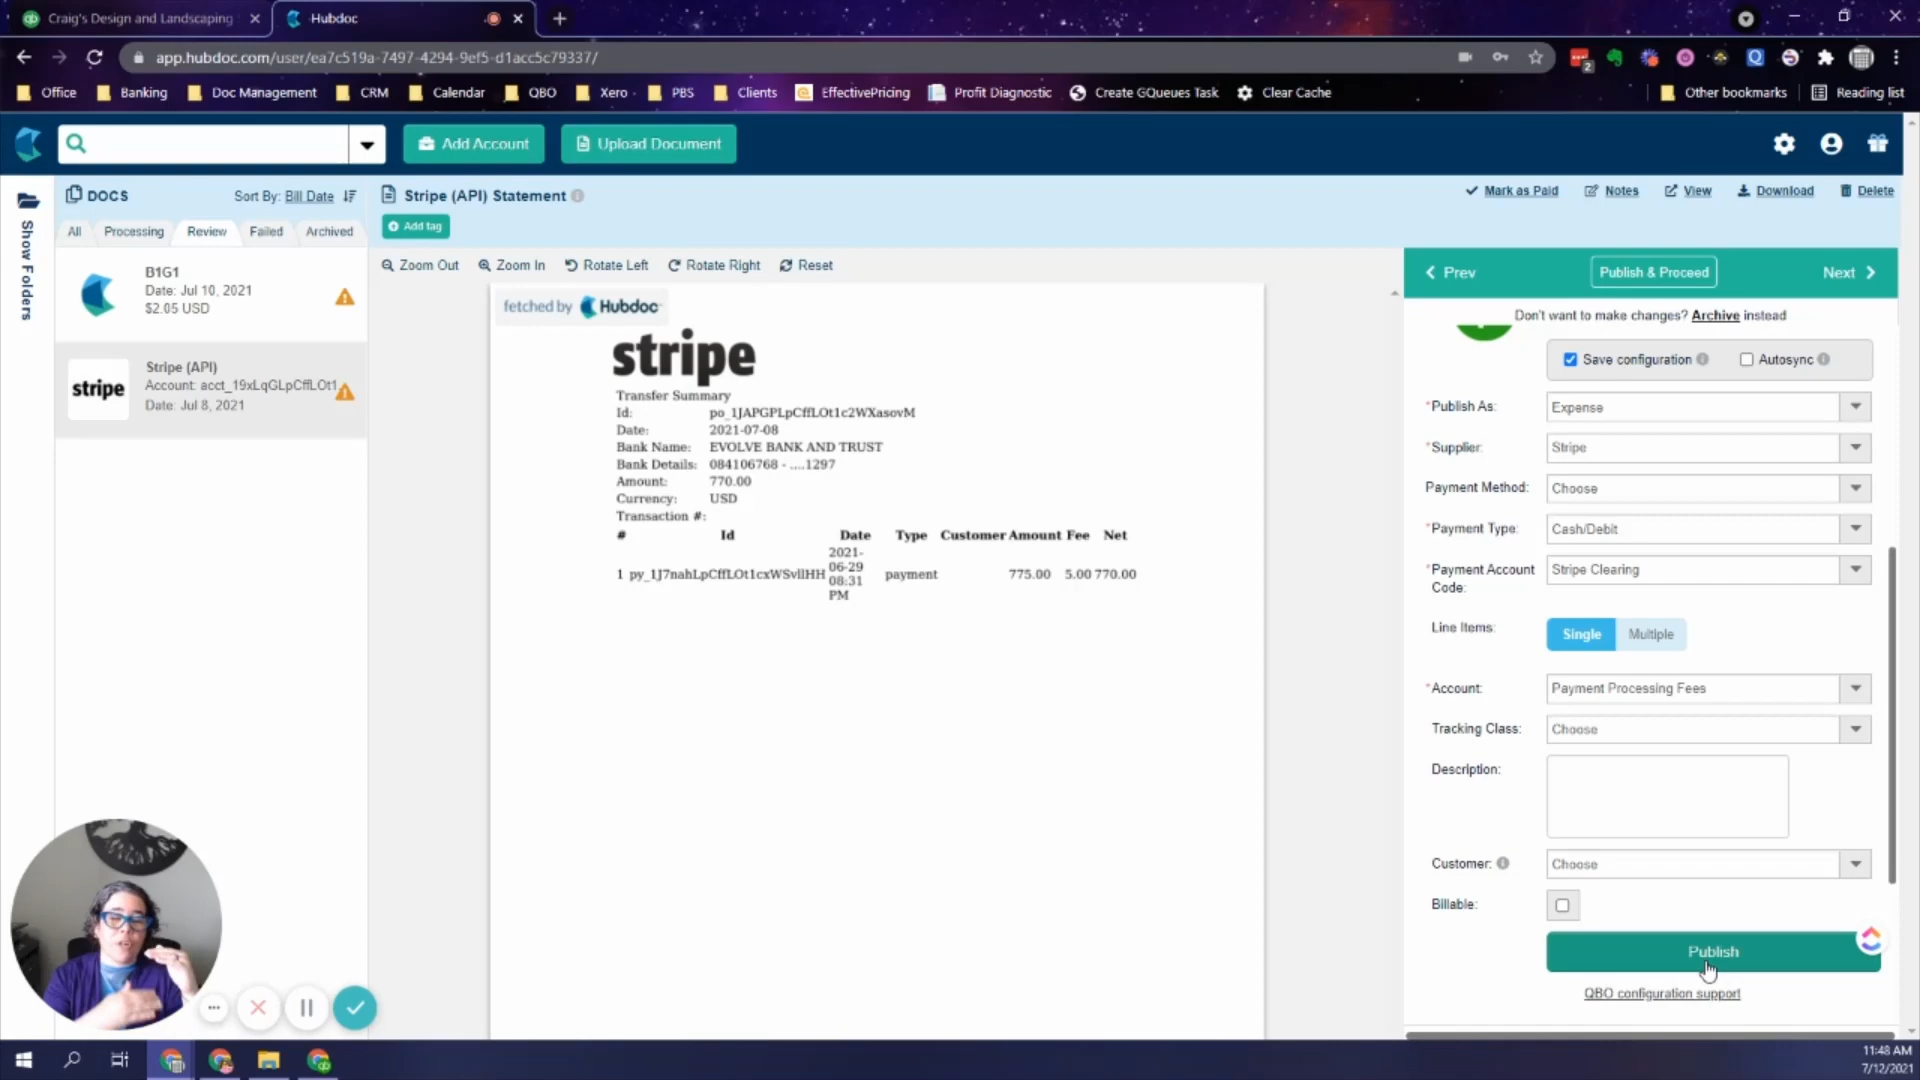 Craig's Design and Landscaping
Hubdoc
app.hubdoc.com/user/ea7c519a-7497-4294-9ef5-d1acc5c79337/
2
Office
Banking
Doc Management
CRM
Calendar
QBO
Xero
PBS
Clients
EffectivePricing
Profit Diagnostic
Create GQueues Task
Clear Cache
Other bookmarks
Reading list
Add Account
Upload Document
Show Folders
DOCS
Sort By: Bill Date
All
Processing
Review
Failed
Archived
B1G1
Date: Jul 10, 2021
$2.05 USD
stripe
Stripe (API)
Account: acct_19xLqGLpCffLOt1
Date: Jul 8, 2021
Stripe (API) Statement
Mark as Paid
Notes
View
Download
Delete
Add tag
Zoom Out
Zoom In
Rotate Left
Rotate Right
Reset
fetched by Hubdoc
stripe
Transfer Summary
Id: po_1JAPGPLpCffLOt1c2WXasovM
Date: 2021-07-08
Bank Name: EVOLVE BANK AND TRUST
Bank Details: 084106768 - ....1297
Amount: 770.00
Currency: USD
Transaction #:
# Id Date Type Customer Amount Fee Net
1 py_1J7nahLpCffLOt1cxWSvllHH 2021-06-29 08:31 PM payment 775.00 5.00 770.00
Prev
Publish & Proceed
Next
Don't want to make changes? Archive instead
Save configuration
Autosync
*Publish As: Expense
*Supplier: Stripe
Payment Method: Choose
*Payment Type: Cash/Debit
*Payment Account Code: Stripe Clearing
Line Items: Single Multiple
*Account: Payment Processing Fees
Tracking Class: Choose
Description:
Customer: Choose
Billable:
Publish
QBO configuration support
11:48 AM
7/12/2021